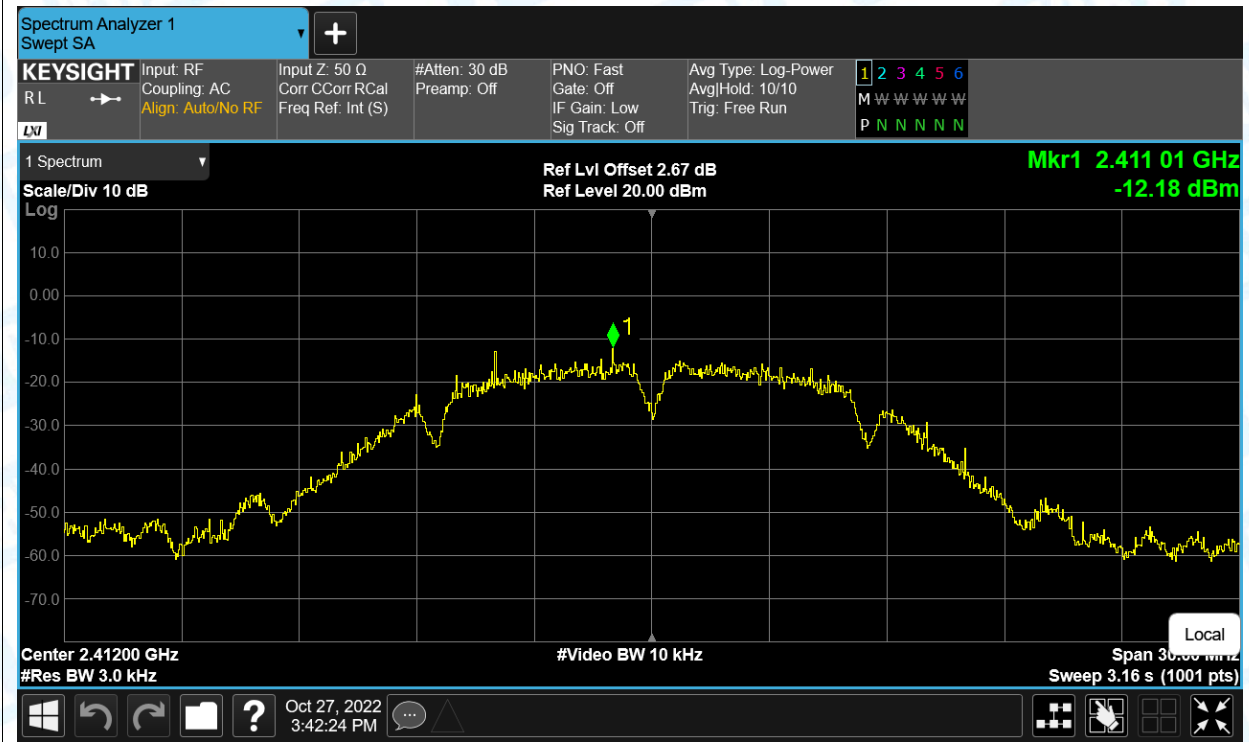 Spectrum Analyzer 1
Swept SA
KEYSIGHT
R L
LXI
Input: RF
Coupling: AC
Align: Auto/No RF
Input Z: 50 Ω
Corr CCorr RCal
Freq Ref: Int (S)
#Atten: 30 dB
Preamp: Off
PNO: Fast
Gate: Off
IF Gain: Low
Sig Track: Off
Avg Type: Log-Power
Avg|Hold: 10/10
Trig: Free Run
1 2 3 4 5 6
M W W W W W
P N N N N N
1 Spectrum
Scale/Div 10 dB
Log
Ref Lvl Offset 2.67 dB
Ref Level 20.00 dBm
Mkr1 2.411 01 GHz
-12.18 dBm
10.0
0.00
-10.0
-20.0
-30.0
-40.0
-50.0
-60.0
-70.0
1
Local
Center 2.41200 GHz
#Video BW 10 kHz
Span 30.00 MHz
#Res BW 3.0 kHz
Sweep 3.16 s (1001 pts)
?
Oct 27, 2022
3:42:24 PM